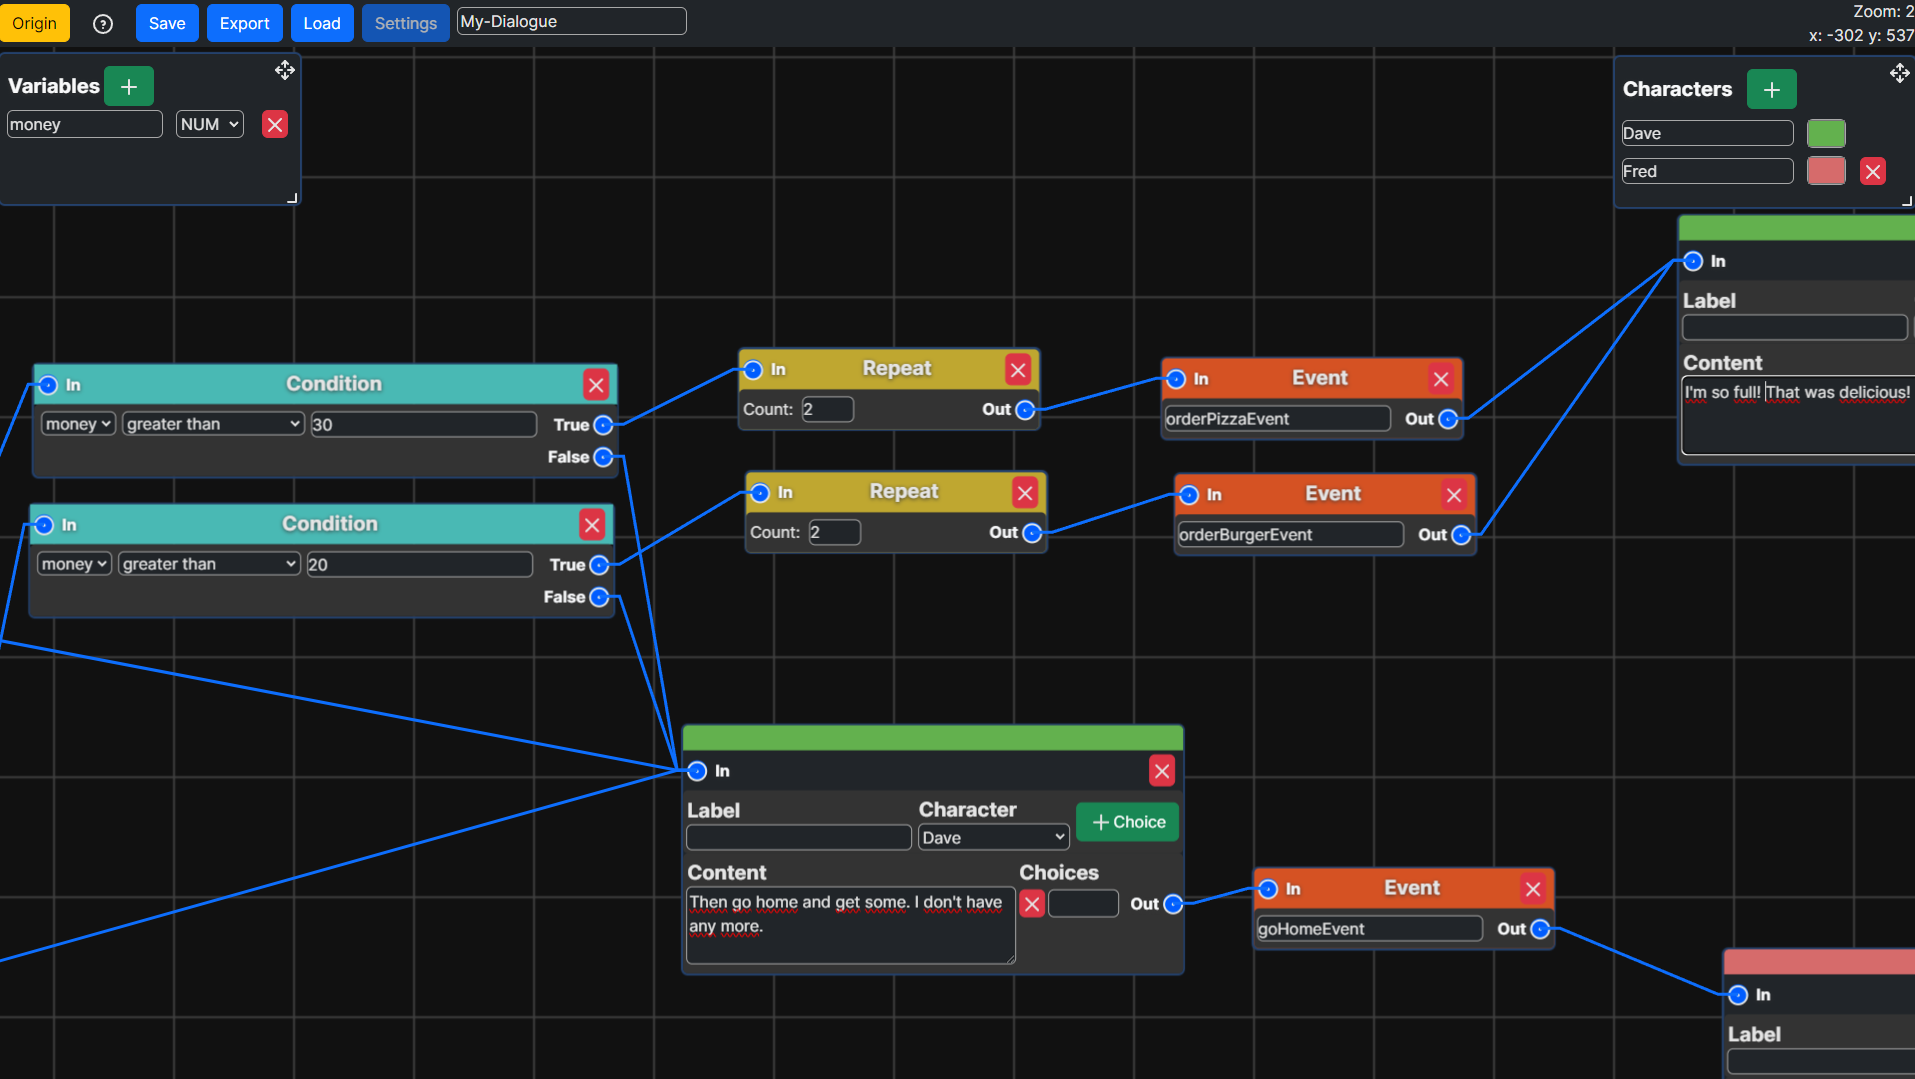 Origin Save Export Load Settings My-Dialogue
Zoom: 2
x: -302 y: 537
Variables
money NUM
Characters
Dave
Fred
In
Label
Content
I'm so full! That was delicious!
In Condition
money greater than 30 True
False
In Repeat
Count: 2 Out
In Event
orderPizzaEvent Out
In Condition
money greater than 20 True
False
In Repeat
Count: 2 Out
In Event
orderBurgerEvent Out
In
Label Character
Dave
+ Choice
Content Choices
Then go home and get some. I don't have
any more.
Out
In Event
goHomeEvent Out
In
Label